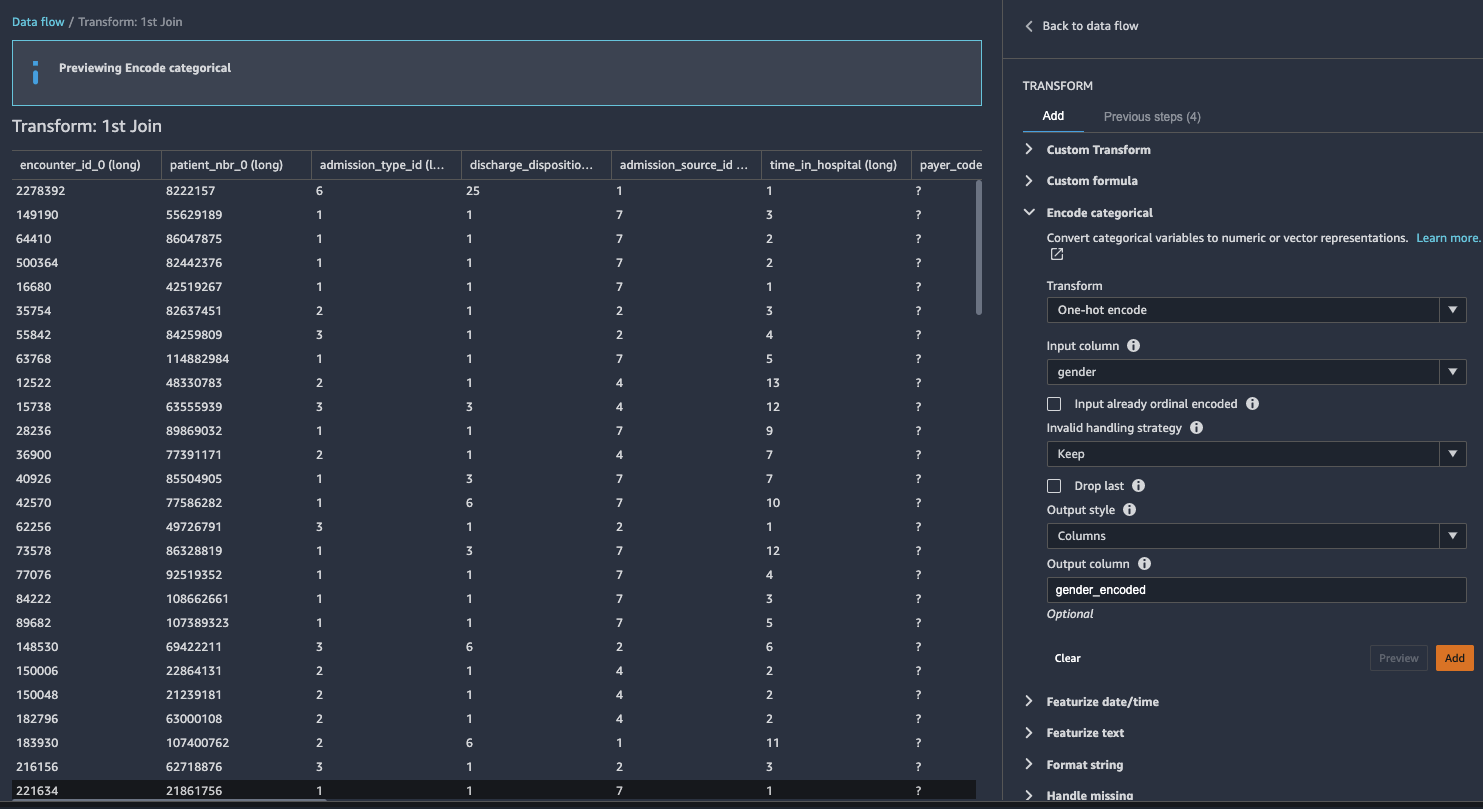 Data flow / Transform: 1st Join
Previewing Encode categorical
Transform: 1st Join
encounter_id_0 (long) patient_nbr_0 (long) admission_type_id (l... discharge_dispositio... admission_source_id ... time_in_hospital (long) payer_code
2278392 8222157 6 25 1 1 ?
149190 55629189 1 1 7 3 ?
64410 86047875 1 1 7 2 ?
500364 82442376 1 1 7 2 ?
16680 42519267 1 1 7 1 ?
35754 82637451 2 1 2 3 ?
55842 84259809 3 1 2 4 ?
63768 114882984 1 1 7 5 ?
12522 48330783 2 1 4 13 ?
15738 63555939 3 3 4 12 ?
28236 89869032 1 1 7 9 ?
36900 77391171 2 1 4 7 ?
40926 85504905 1 3 7 7 ?
42570 77586282 1 6 7 10 ?
62256 49726791 3 1 2 1 ?
73578 86328819 1 3 7 12 ?
77076 92519352 1 1 7 4 ?
84222 108662661 1 1 7 3 ?
89682 107389323 1 1 7 5 ?
148530 69422211 3 6 2 6 ?
150006 22864131 2 1 4 2 ?
150048 21239181 2 1 4 2 ?
182796 63000108 2 1 4 2 ?
183930 107400762 2 6 1 11 ?
216156 62718876 3 1 2 3 ?
221634 21861756 1 1 7 1 ?
Back to data flow
TRANSFORM
Add Previous steps (4)
Custom Transform
Custom formula
Encode categorical
Convert categorical variables to numeric or vector representations. Learn more.
Transform
One-hot encode
Input column
gender
Input already ordinal encoded
Invalid handling strategy
Keep
Drop last
Output style
Columns
Output column
gender_encoded
Optional
Clear Preview Add
Featurize date/time
Featurize text
Format string
Handle missing